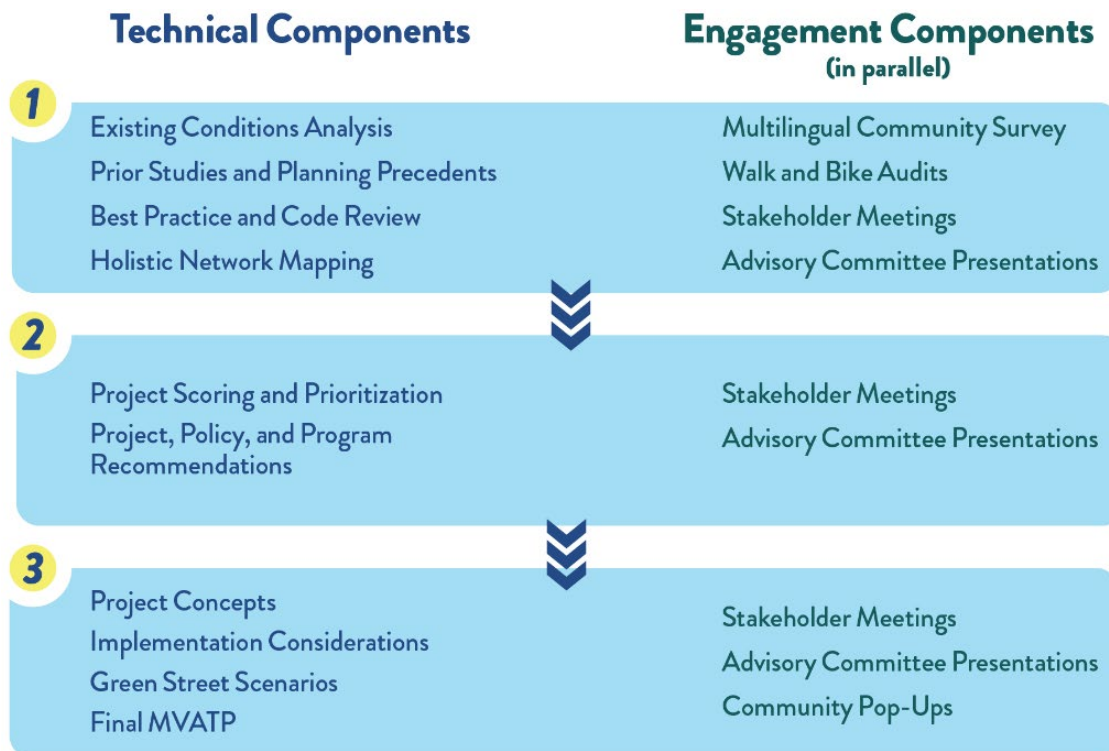 Technical Components
Engagement Components
(in parallel)
1
Existing Conditions Analysis
Prior Studies and Planning Precedents
Best Practice and Code Review
Holistic Network Mapping
Multilingual Community Survey
Walk and Bike Audits
Stakeholder Meetings
Advisory Committee Presentations
2
Project Scoring and Prioritization
Project, Policy, and Program
Recommendations
Stakeholder Meetings
Advisory Committee Presentations
3
Project Concepts
Implementation Considerations
Green Street Scenarios
Final MVATP
Stakeholder Meetings
Advisory Committee Presentations
Community Pop-Ups